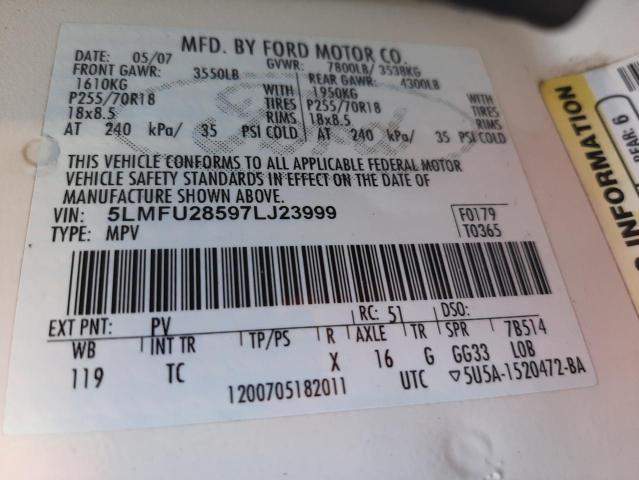 MFD. BY FORD MOTOR CO.
DATE: 05/07 GVWR: 7800LB/ 3538KG
FRONT GAWR: 3550LB REAR GAWR: 4300LB
1610KG WITH 1950KG WITH
P255/70R18 TIRES P255/70R18 TIRES
18x8.5 RIMS 18x8.5 RIMS
AT 240 kPa/ 35 PSI COLD AT 240 kPa/ 35 PSI COLD
Ford
THIS VEHICLE CONFORMS TO ALL APPLICABLE FEDERAL MOTOR
VEHICLE SAFETY STANDARDS IN EFFECT ON THE DATE OF
MANUFACTURE SHOWN ABOVE.
VIN: 5LMFU28597LJ23999 F0179
TYPE: MPV T0365
EXT PNT: PV RC: 51 DSO:
WB INT TR TP/PS R AXLE TR SPR 7B514
119 TC X 16 G GG33 LOB
1200705182011 UTC ▽5U5A-1520472-BA
INFORMATION
REAR: 6